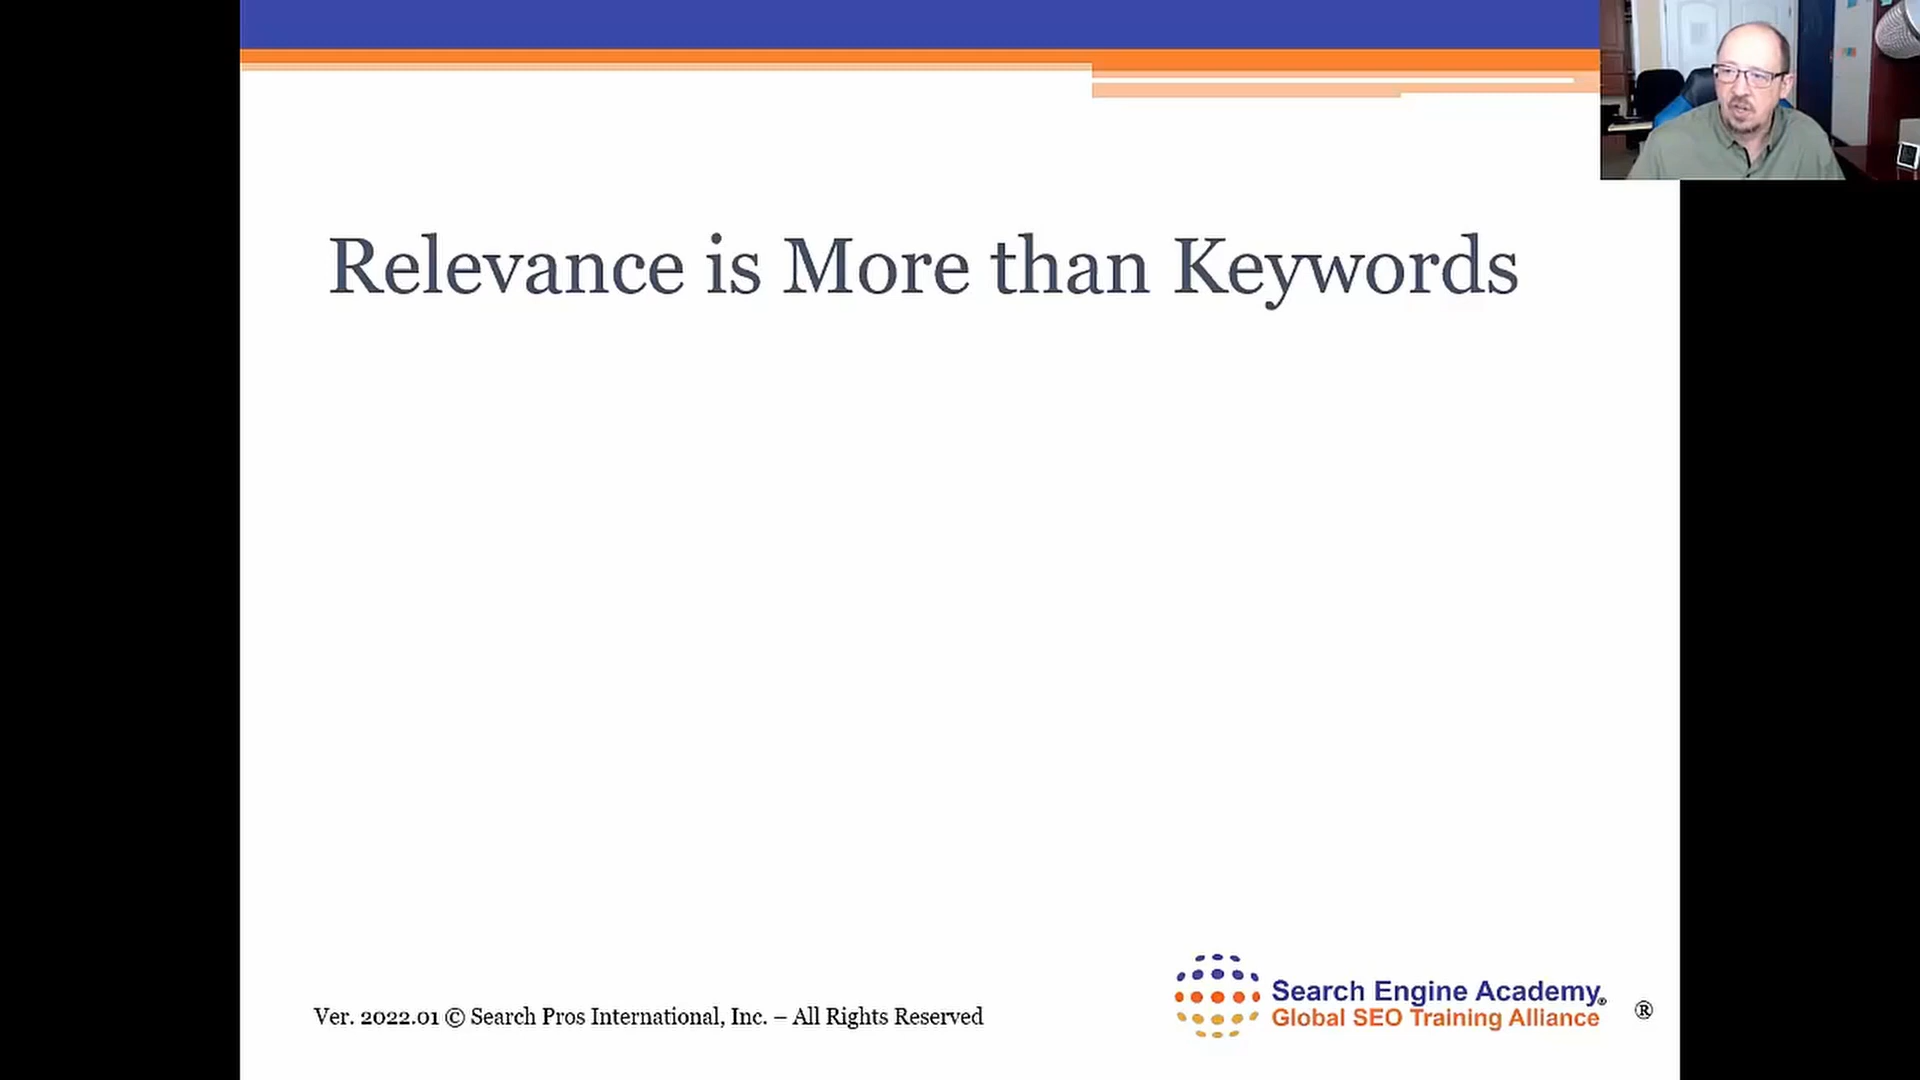 Relevance is More than Keywords
Ver. 2022.01 © Search Pros International, Inc. – All Rights Reserved
Search Engine Academy®
Global SEO Training Alliance
®